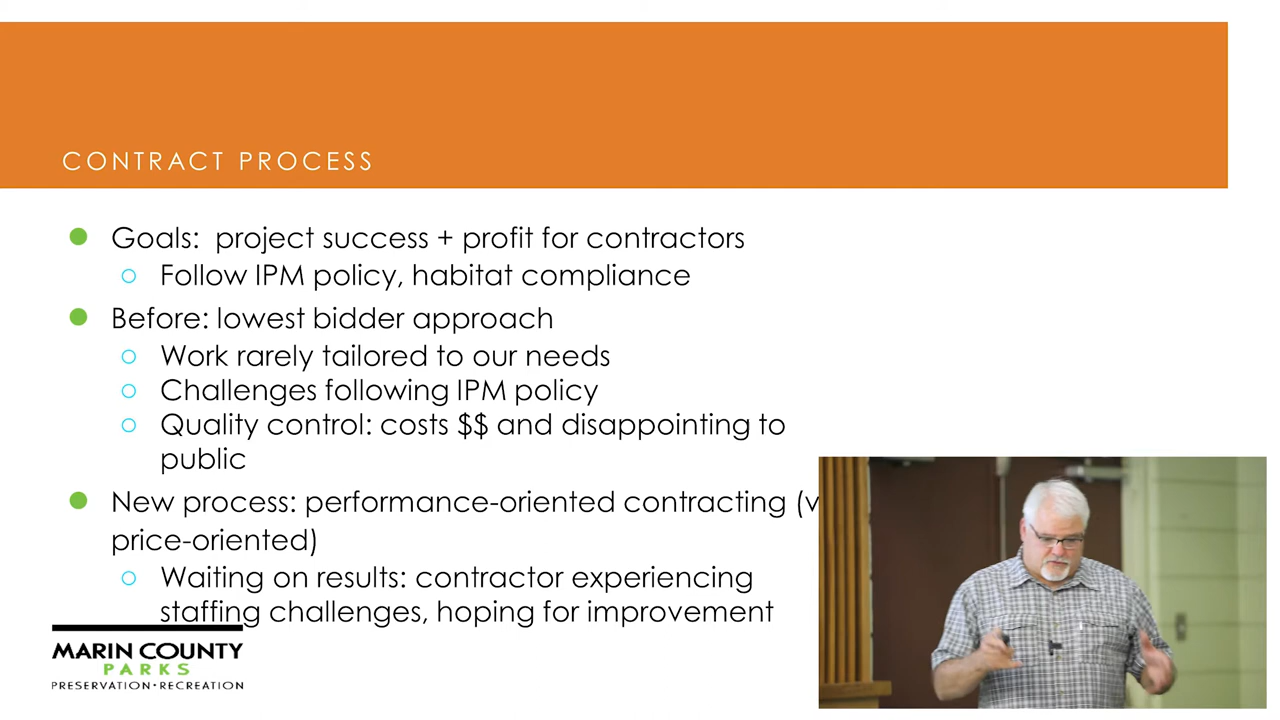 CONTRACT PROCESS
Goals: project success + profit for contractors
Follow IPM policy, habitat compliance
Before: lowest bidder approach
Work rarely tailored to our needs
Challenges following IPM policy
Quality control: costs $$ and disappointing to
public
New process: performance-oriented contracting (v
price-oriented)
Waiting on results: contractor experiencing
staffing challenges, hoping for improvement
MARIN COUNTY
PARKS
PRESERVATION·RECREATION